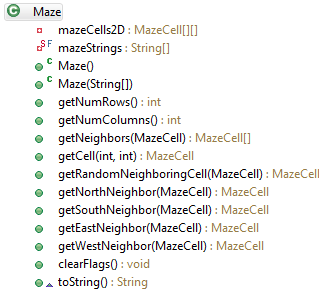 Maze
mazeCells2D : MazeCell[][]
mazeStrings : String[]
Maze()
Maze(String[])
getNumRows() : int
getNumColumns() : int
getNeighbors(MazeCell) : MazeCell[]
getCell(int, int) : MazeCell
getRandomNeighboringCell(MazeCell) : MazeCell
getNorthNeighbor(MazeCell) : MazeCell
getSouthNeighbor(MazeCell) : MazeCell
getEastNeighbor(MazeCell) : MazeCell
getWestNeighbor(MazeCell) : MazeCell
clearFlags() : void
toString() : String